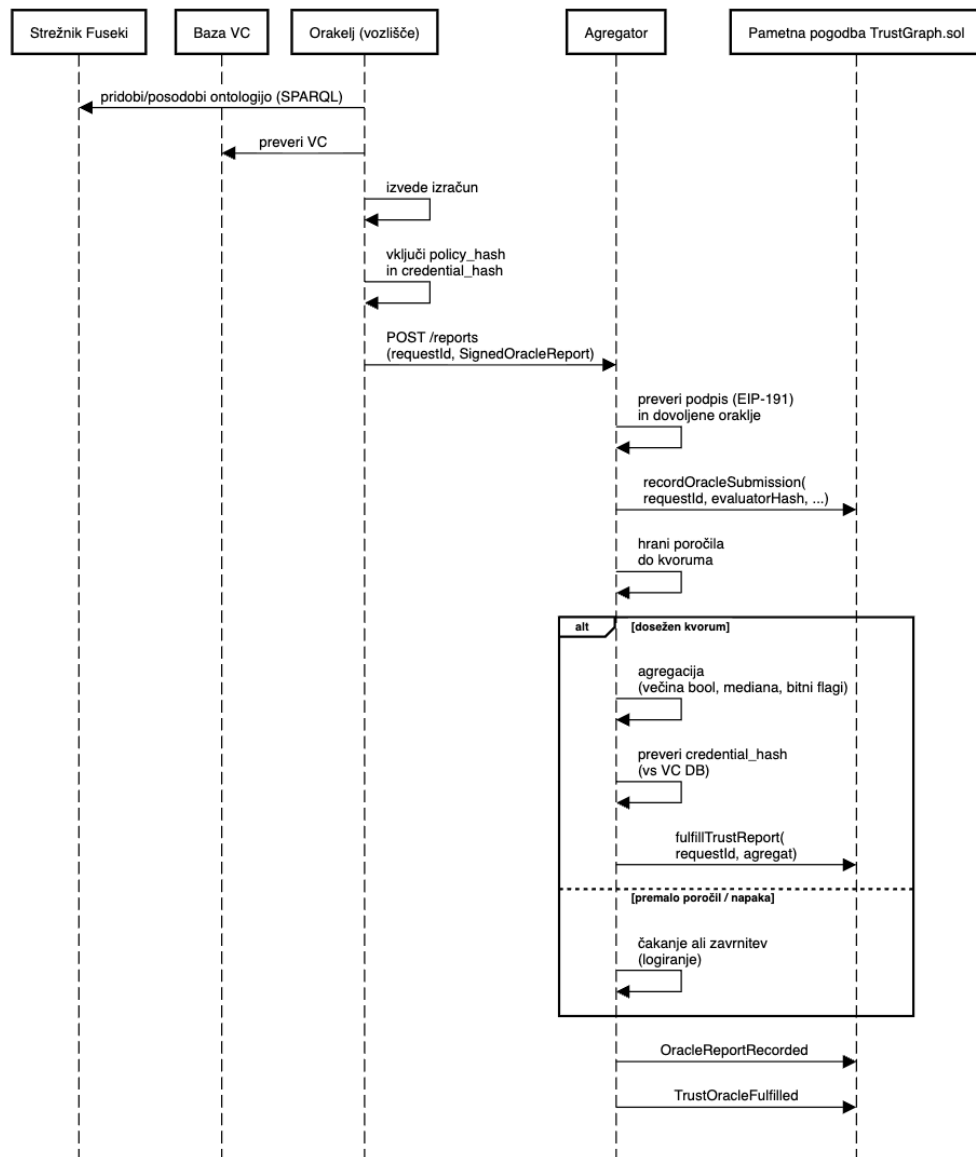 Strežnik Fuseki
Baza VC
Orakelj (vozlišče)
Agregator
Pametna pogodba TrustGraph.sol
pridobi/posodobi ontologijo (SPARQL)
preveri VC
izvede izračun
vključi policy_hash
in credential_hash
POST /reports
(requestId, SignedOracleReport)
preveri podpis (EIP-191)
in dovoljene oraklje
recordOracleSubmission(
requestId, evaluatorHash, ...)
hrani poročila
do kvoruma
alt
[dosežen kvorum]
agregacija
(večina bool, mediana, bitni flagi)
preveri credential_hash
(vs VC DB)
fulfillTrustReport(
requestId, agregat)
[premalo poročil / napaka]
čakanje ali zavrnitev
(logiranje)
OracleReportRecorded
TrustOracleFulfilled